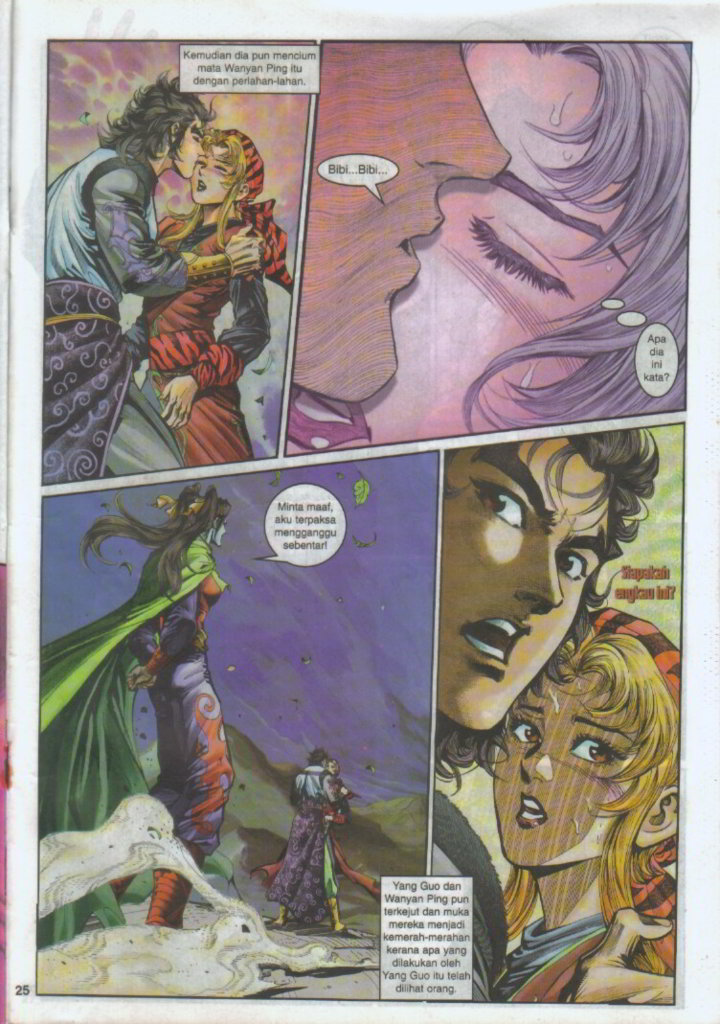 Kemudian dia pun mencium
mata Wanyan Ping itu
dengan perlahan-lahan.
Bibi...Bibi...
Apa
dia
ini
kata?
Minta maaf,
aku terpaksa
mengganggu
sebentar!
Siapakah
engkau ini?
Yang Guo dan
Wanyan Ping pun
terkejut dan muka
mereka menjadi
kemerah-merahan
kerana apa yang
dilakukan oleh
Yang Guo itu telah
dilihat orang.
25